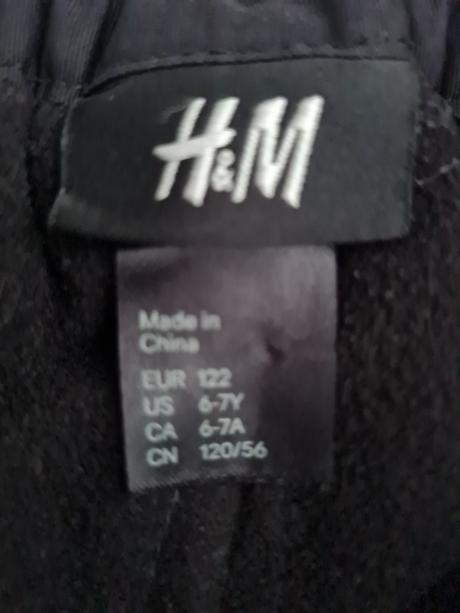 H&M
Made in
China
EUR 122
US 6-7Y
CA 6-7A
CN 120/56